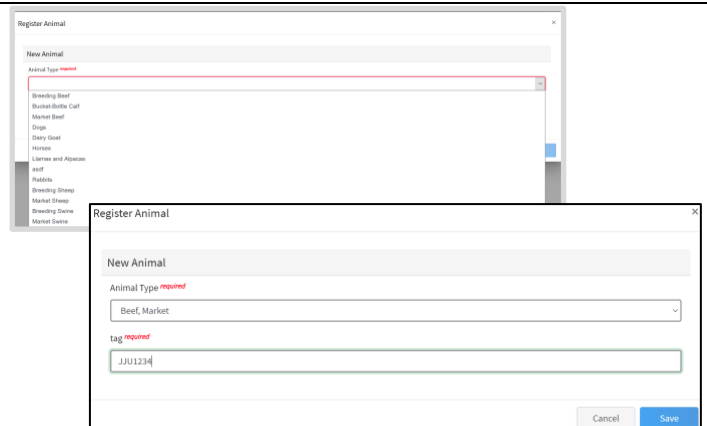 Register Animal ×
New Animal
Animal Type required
Breeding Beef
Bucket-Bottle Calf
Market Beef
Dogs
Dairy Goat
Horses
Llamas and Alpacas
asdf
Rabbits
Breeding Sheep
Market Sheep
Breeding Swine
Market Swine
Register Animal ×
New Animal
Animal Type required
Beef, Market
tag required
JJU1234
Cancel Save